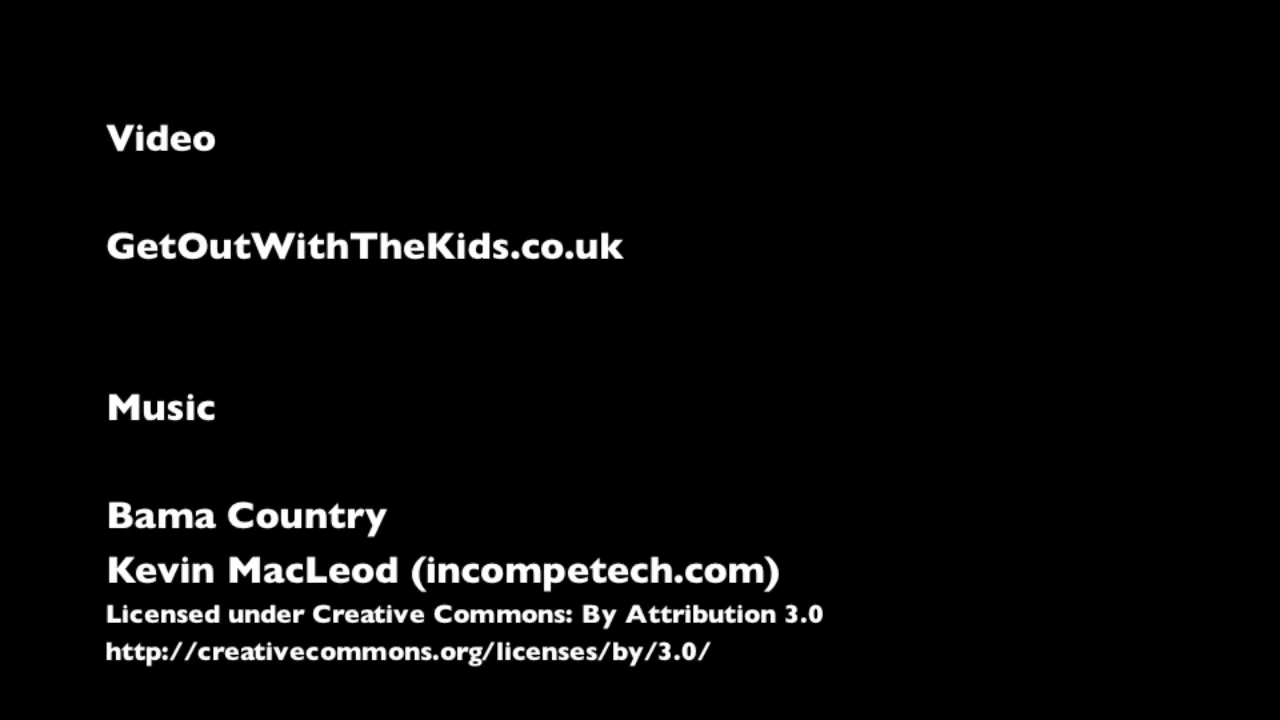 Video
GetOutWithTheKids.co.uk
Music
Bama Country
Kevin MacLeod (incompetech.com)
Licensed under Creative Commons: By Attribution 3.0
http://creativecommons.org/licenses/by/3.0/